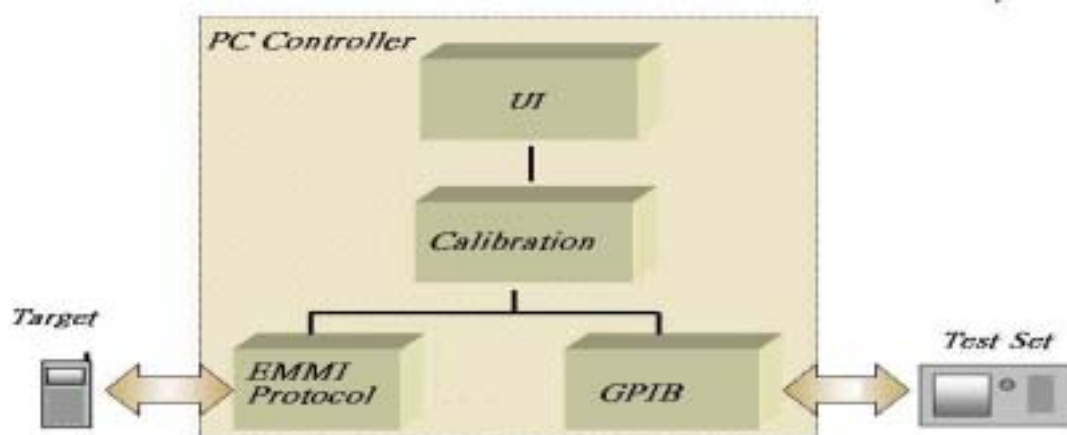 PC Controller
UI
Calibration
Target
EMMI
Protocol
GPIB
Test Set